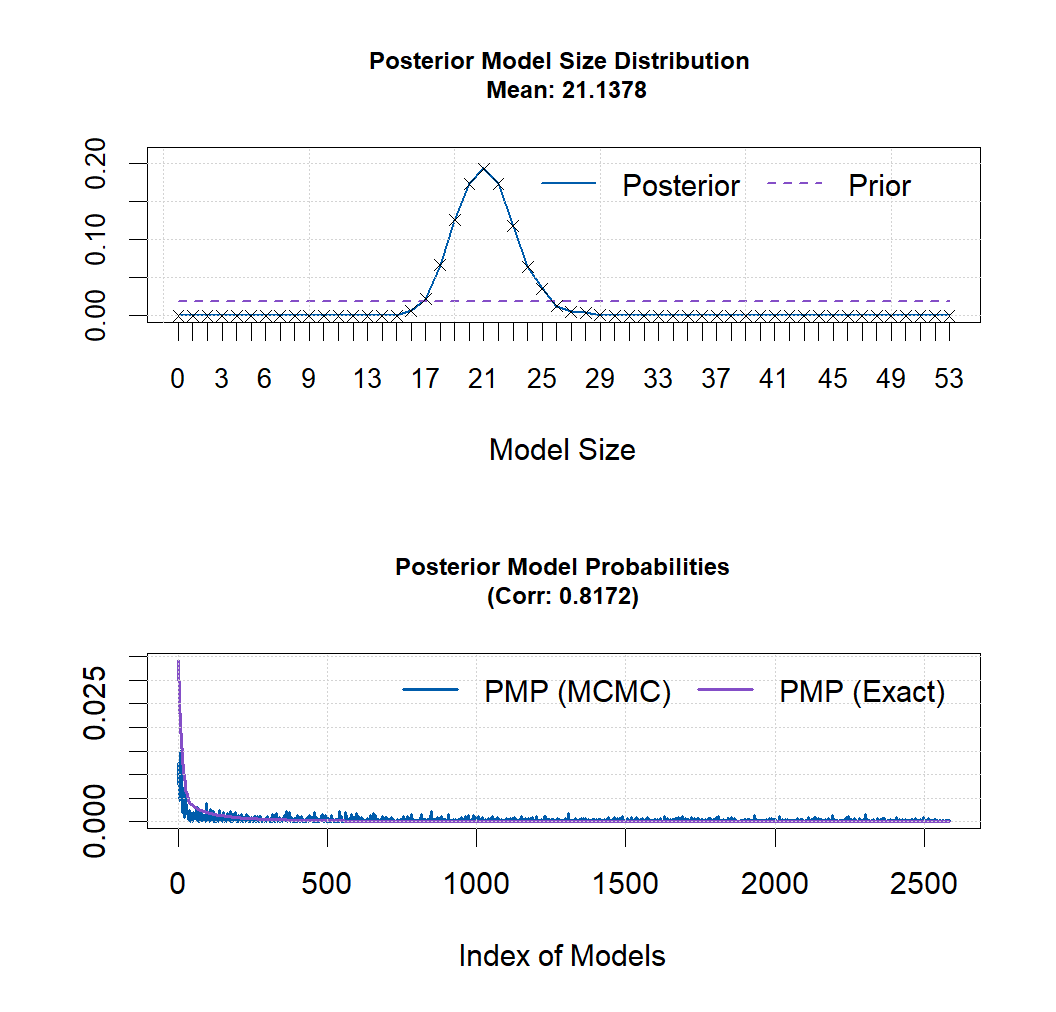 Posterior Model Size Distribution
Mean: 21.1378
0.20
0.10
0.00
Posterior
Prior
0 3 6 9 13 17 21 25 29 33 37 41 45 49 53
Model Size
Posterior Model Probabilities
(Corr: 0.8172)
0.025
0.000
PMP (MCMC)
PMP (Exact)
0 500 1000 1500 2000 2500
Index of Models